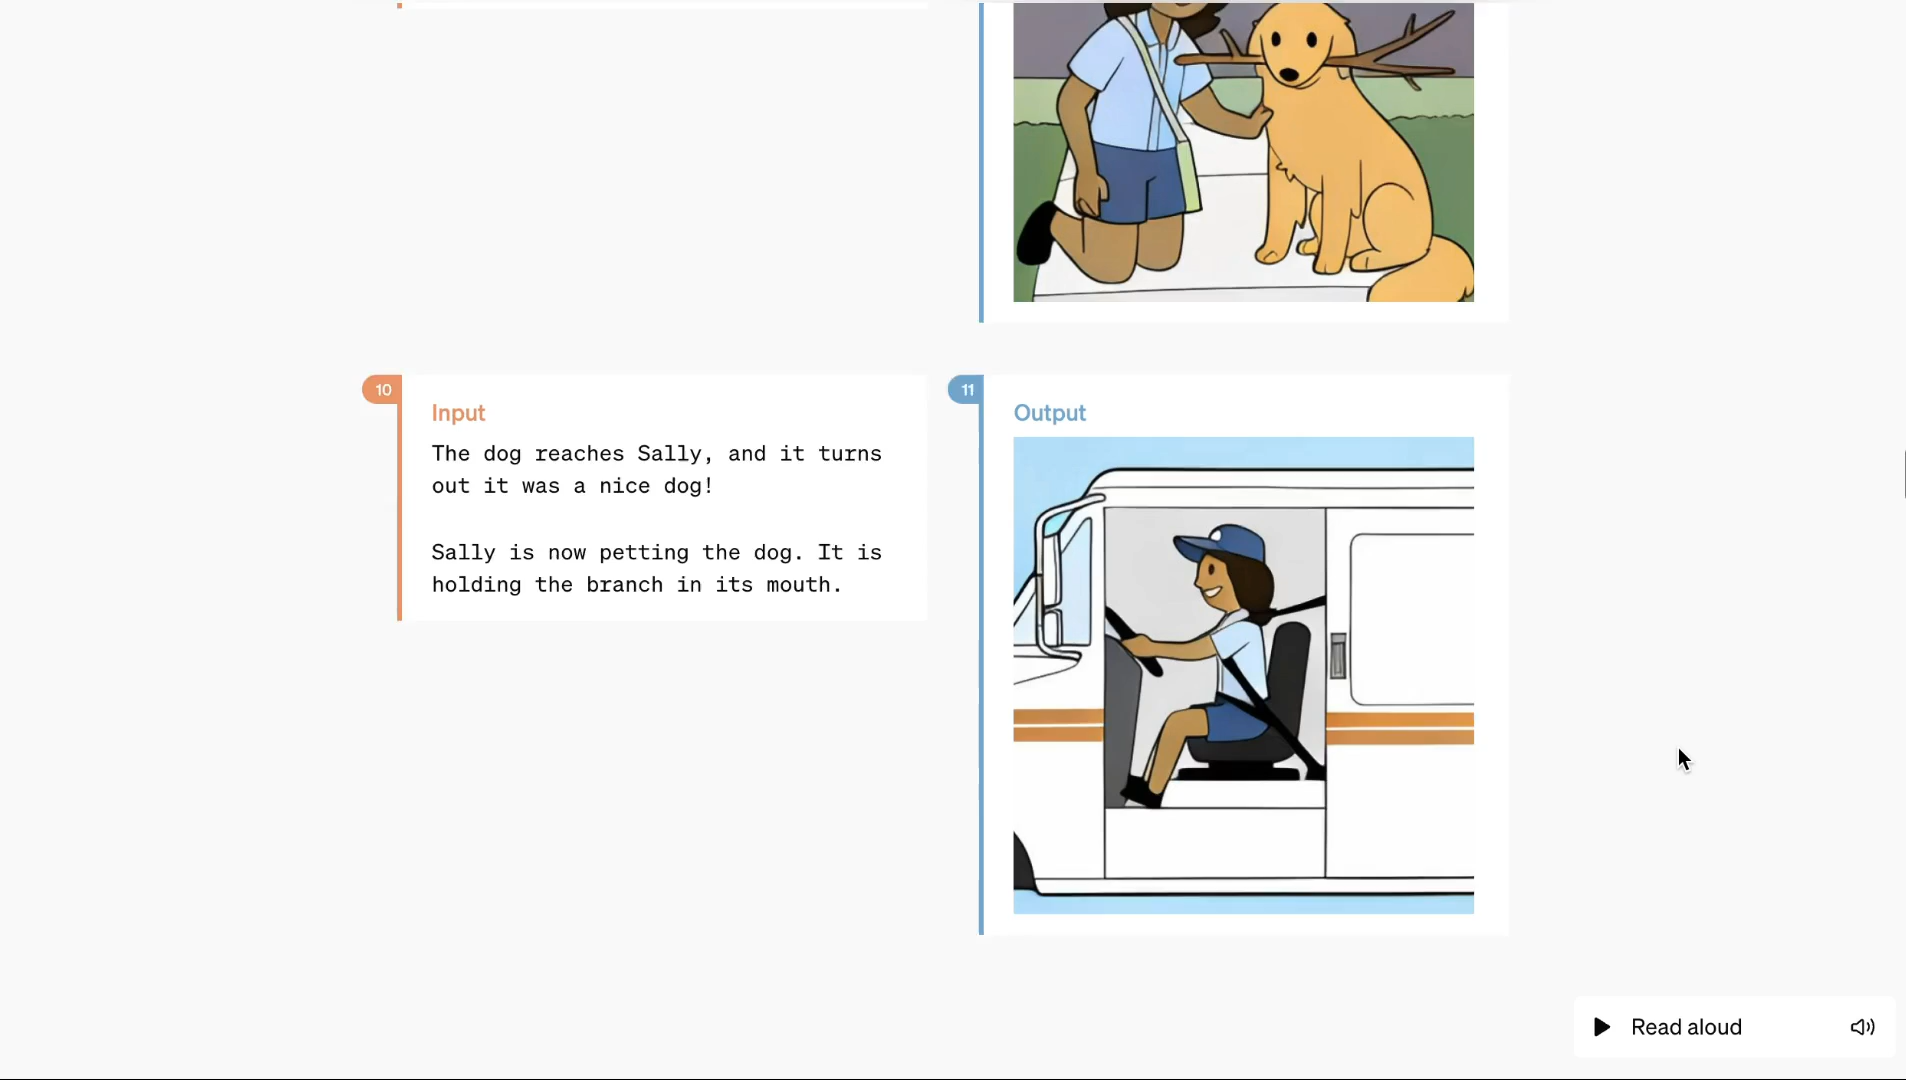 10
Input
The dog reaches Sally, and it turns
out it was a nice dog!
Sally is now petting the dog. It is
holding the branch in its mouth.
11
Output
Read aloud